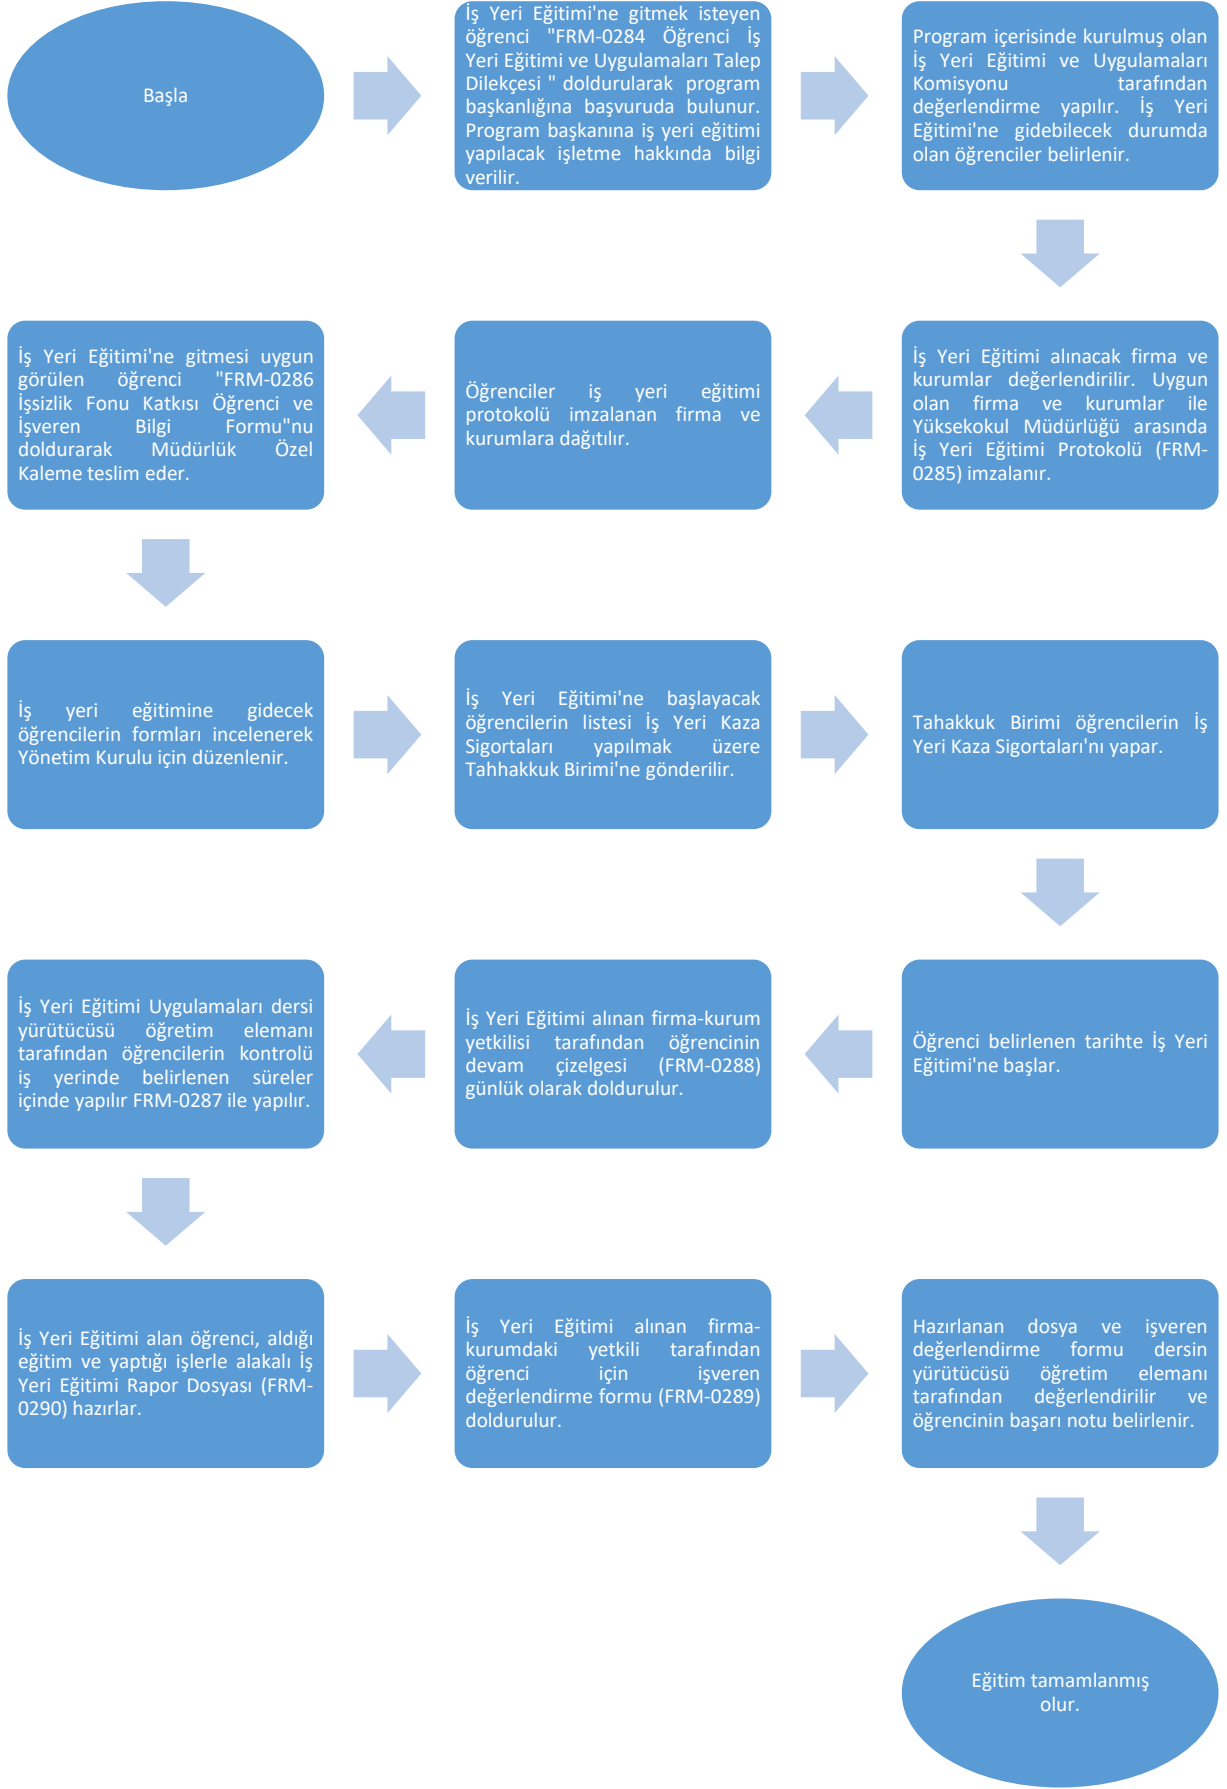 Başla
İş Yeri Eğitimi'ne gitmek isteyen
öğrenci "FRM-0284 Öğrenci İş
Yeri Eğitimi ve Uygulamaları Talep
Dilekçesi " doldurularak program
başkanlığına başvuruda bulunur.
Program başkanına iş yeri eğitimi
yapılacak işletme hakkında bilgi
verilir.
Program içerisinde kurulmuş olan
İş Yeri Eğitimi ve Uygulamaları
Komisyonu tarafından
değerlendirme yapılır. İş Yeri
Eğitimi'ne gidebilecek durumda
olan öğrenciler belirlenir.
İş Yeri Eğitimi alınacak firma ve
kurumlar değerlendirilir. Uygun
olan firma ve kurumlar ile
Yüksekokul Müdürlüğü arasında
İş Yeri Eğitimi Protokolü (FRM-
0285) imzalanır.
Öğrenciler iş yeri eğitimi
protokolü imzalanan firma ve
kurumlara dağıtılır.
İş Yeri Eğitimi'ne gitmesi uygun
görülen öğrenci "FRM-0286
İşsizlik Fonu Katkısı Öğrenci ve
İşveren Bilgi Formu"nu
doldurarak Müdürlük Özel
Kaleme teslim eder.
İş yeri eğitimine gidecek
öğrencilerin formları incelenerek
Yönetim Kurulu için düzenlenir.
İş Yeri Eğitimi'ne başlayacak
öğrencilerin listesi İş Yeri Kaza
Sigortaları yapılmak üzere
Tahhakkuk Birimi'ne gönderilir.
Tahakkuk Birimi öğrencilerin İş
Yeri Kaza Sigortaları'nı yapar.
Öğrenci belirlenen tarihte İş Yeri
Eğitimi'ne başlar.
İş Yeri Eğitimi alınan firma-kurum
yetkilisi tarafından öğrencinin
devam çizelgesi (FRM-0288)
günlük olarak doldurulur.
İş Yeri Eğitimi Uygulamaları dersi
yürütücüsü öğretim elemanı
tarafından öğrencilerin kontrolü
iş yerinde belirlenen süreler
içinde yapılır FRM-0287 ile yapılır.
İş Yeri Eğitimi alan öğrenci, aldığı
eğitim ve yaptığı işlerle alakalı İş
Yeri Eğitimi Rapor Dosyası (FRM-
0290) hazırlar.
İş Yeri Eğitimi alınan firma-
kurumdaki yetkili tarafından
öğrenci için işveren
değerlendirme formu (FRM-0289)
doldurulur.
Hazırlanan dosya ve işveren
değerlendirme formu dersin
yürütücüsü öğretim elemanı
tarafından değerlendirilir ve
öğrencinin başarı notu belirlenir.
Eğitim tamamlanmış
olur.